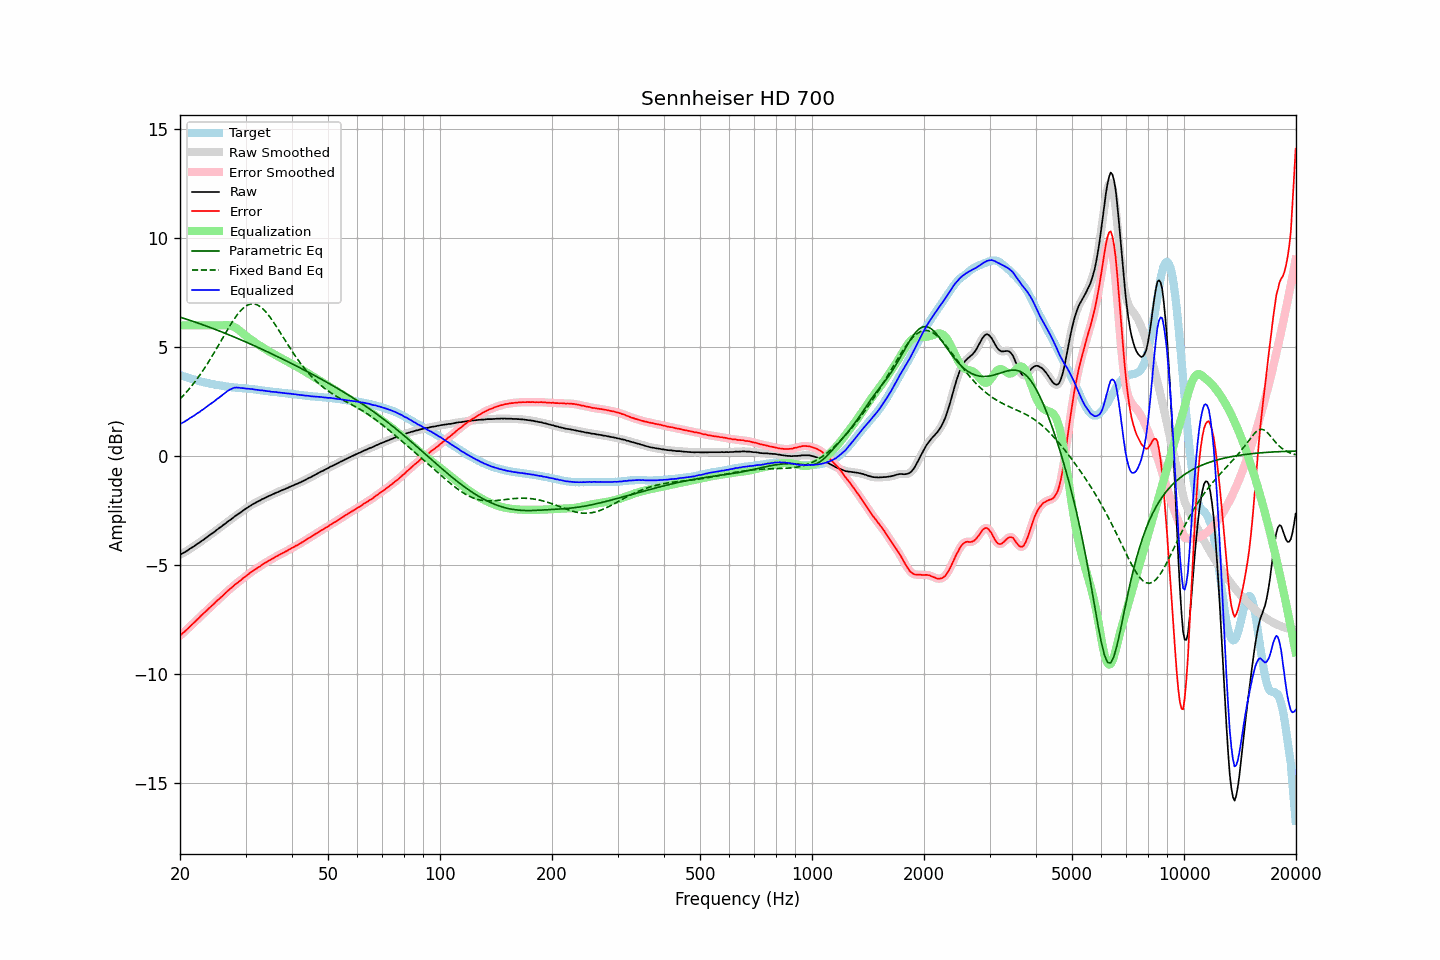 Sennheiser HD 700
Target
Raw Smoothed
Error Smoothed
Raw
Error
Equalization
Parametric Eq
Fixed Band Eq
Equalized
15
10
5
0
−5
−10
−15
Amplitude (dBr)
20 50 100 200 500 1000 2000 5000 10000 20000
Frequency (Hz)